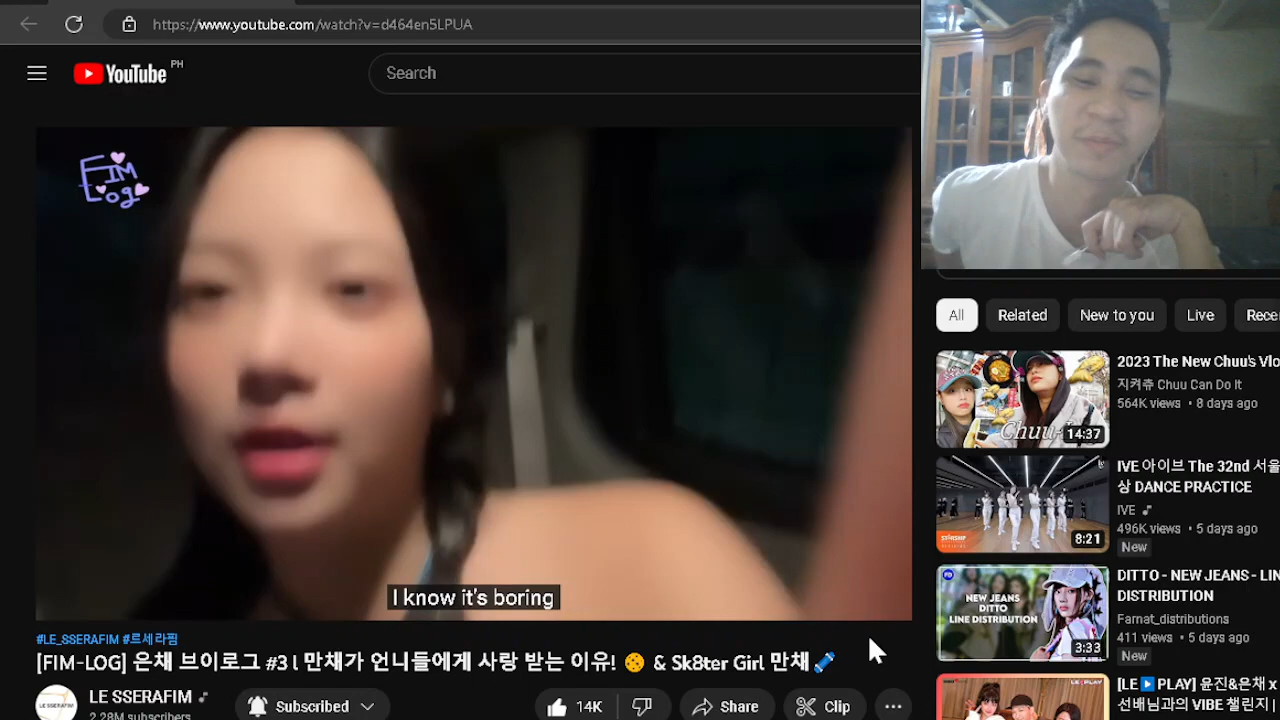 https://www.youtube.com/watch?v=d464en5LPUA
YouTube PH
Search
FIM
Log
I know it's boring
#LE_SSERAFIM #르세라핌
[FIM-LOG] 은채 브이로그 #3 l 만채가 언니들에게 사랑 받는 이유! 🍪 & Sk8ter Girl 만채
LE SSERAFIM
2.28M subscribers
Subscribed
14K
Share
Clip
All
Related
New to you
Live
Recen
2023 The New Chuu's Vlo
지켜츄 Chuu Can Do It
564K views • 8 days ago
Chuu
14:37
IVE 아이브 The 32nd 서울
상 DANCE PRACTICE
IVE
496K views • 5 days ago
New
STARSHIP
8:21
DITTO - NEW JEANS - LIN
DISTRIBUTION
Farnat_distributions
411 views • 5 days ago
New
NEW JEANS
DITTO
LINE DISTRIBUTION
3:33
[LE▶PLAY] 윤진&은채 x
선배님과의 VIBE 챌린지 |
LE PLAY